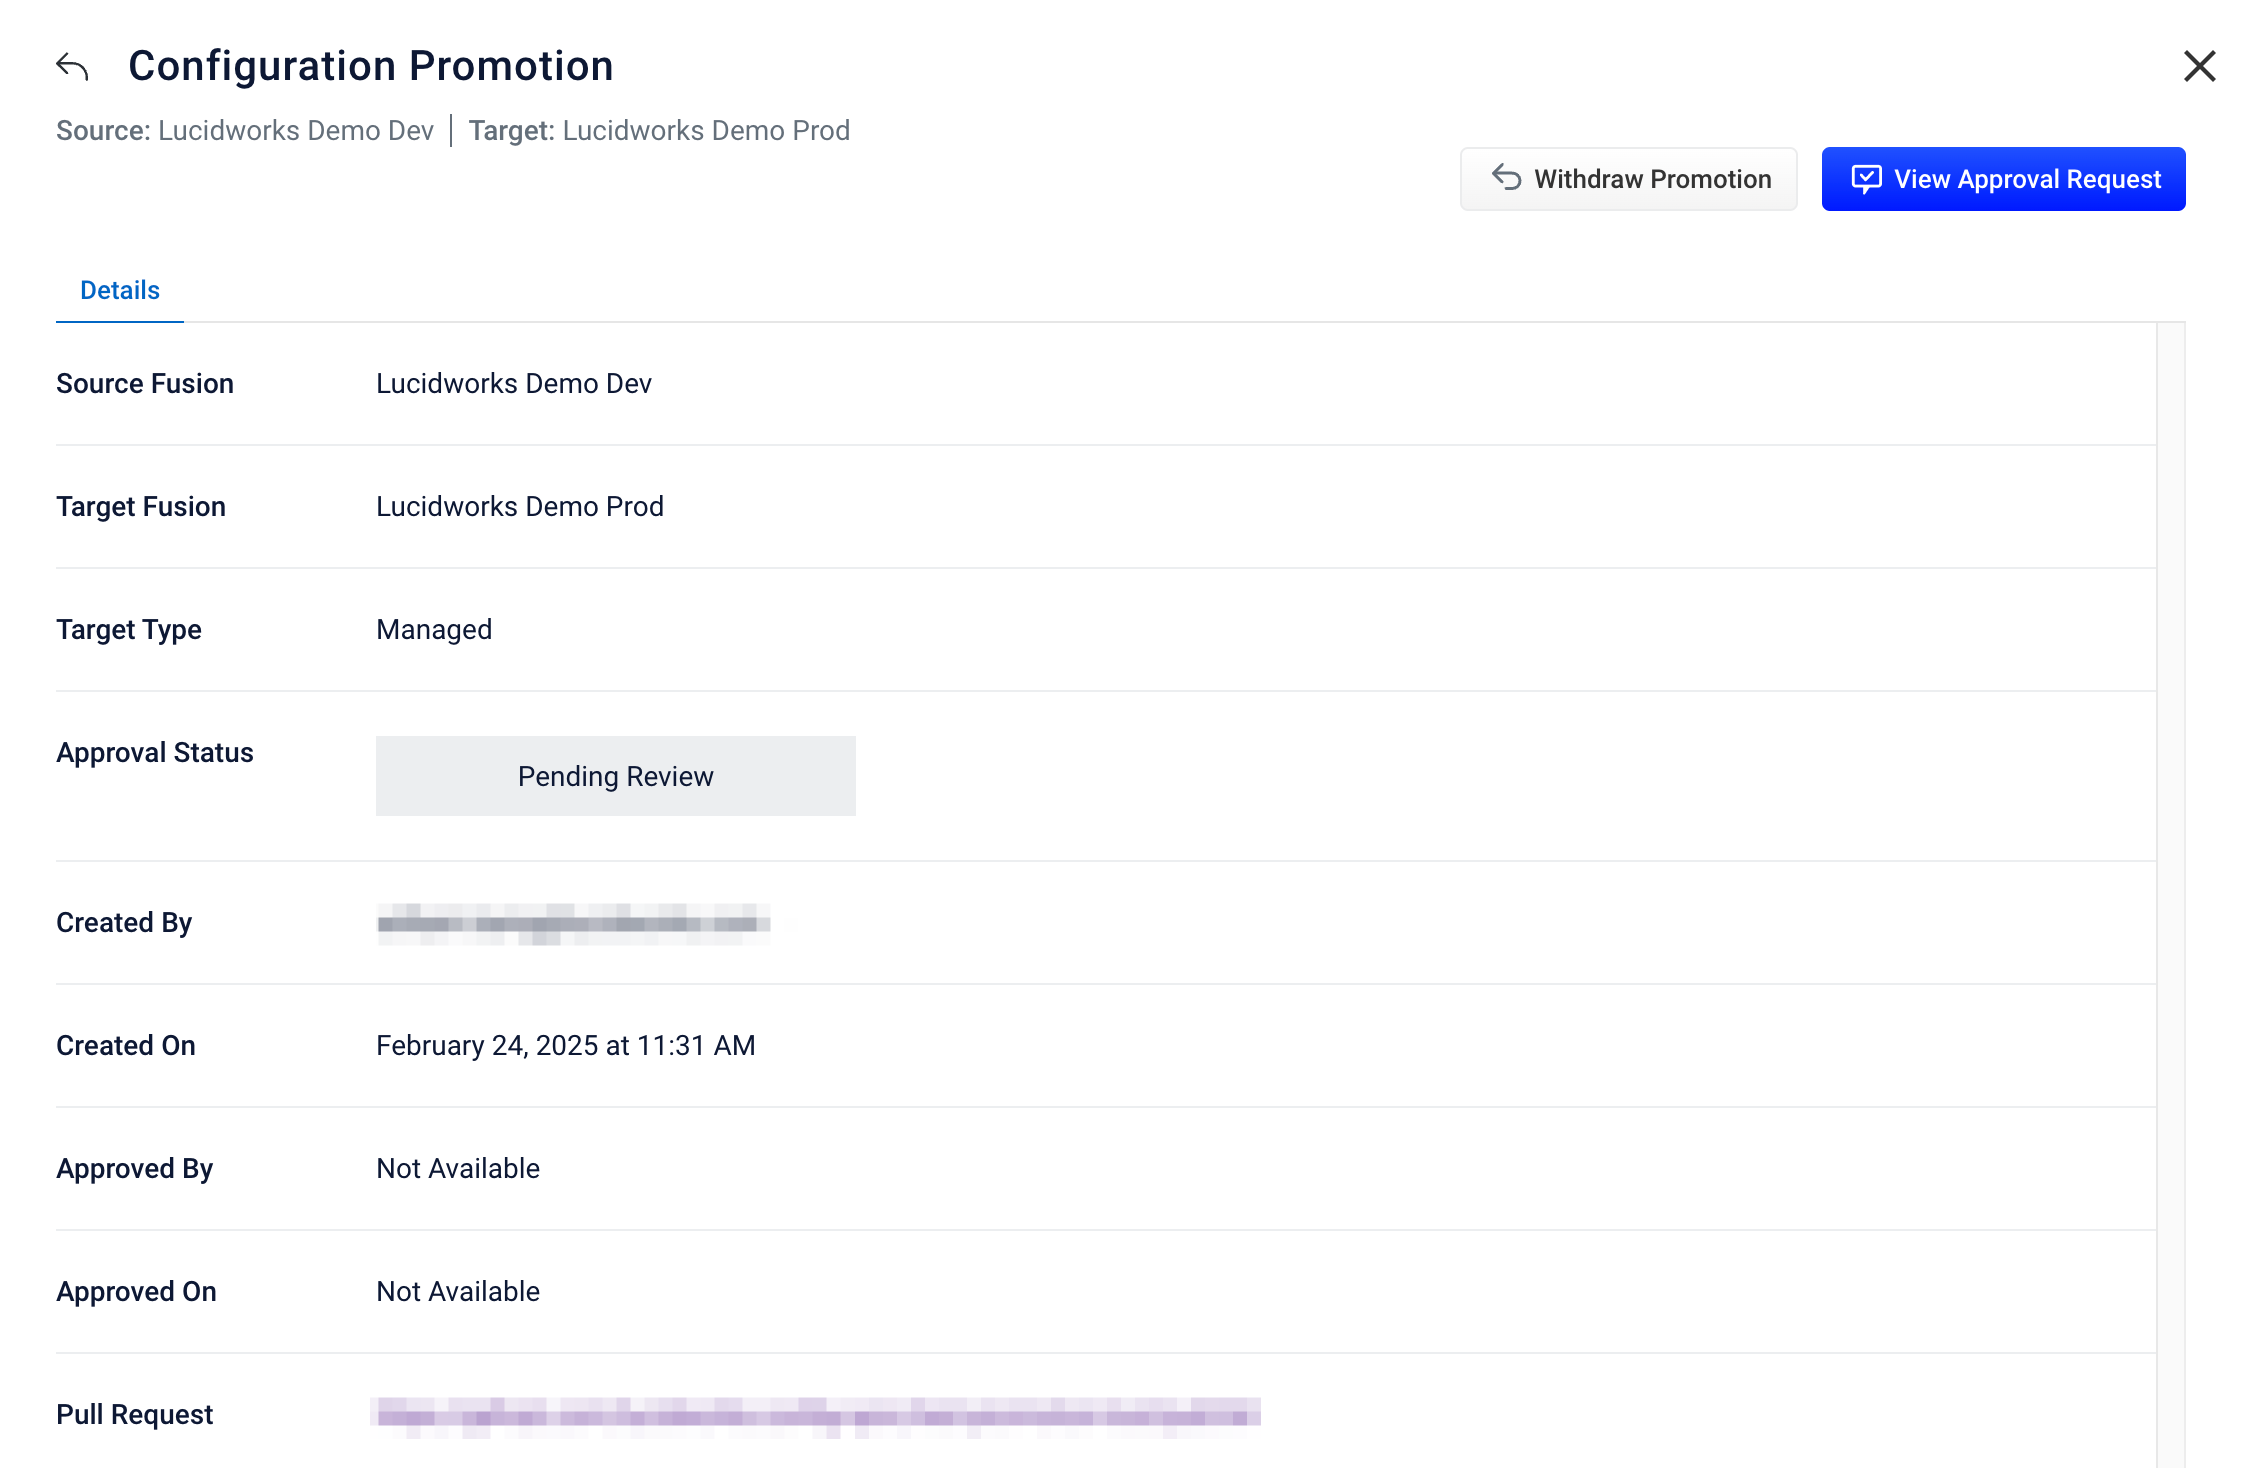 Configuration Promotion
Source: Lucidworks Demo Dev | Target: Lucidworks Demo Prod
Withdraw Promotion
View Approval Request
Details
Source Fusion Lucidworks Demo Dev
Target Fusion Lucidworks Demo Prod
Target Type Managed
Approval Status Pending Review
Created By
Created On February 24, 2025 at 11:31 AM
Approved By Not Available
Approved On Not Available
Pull Request